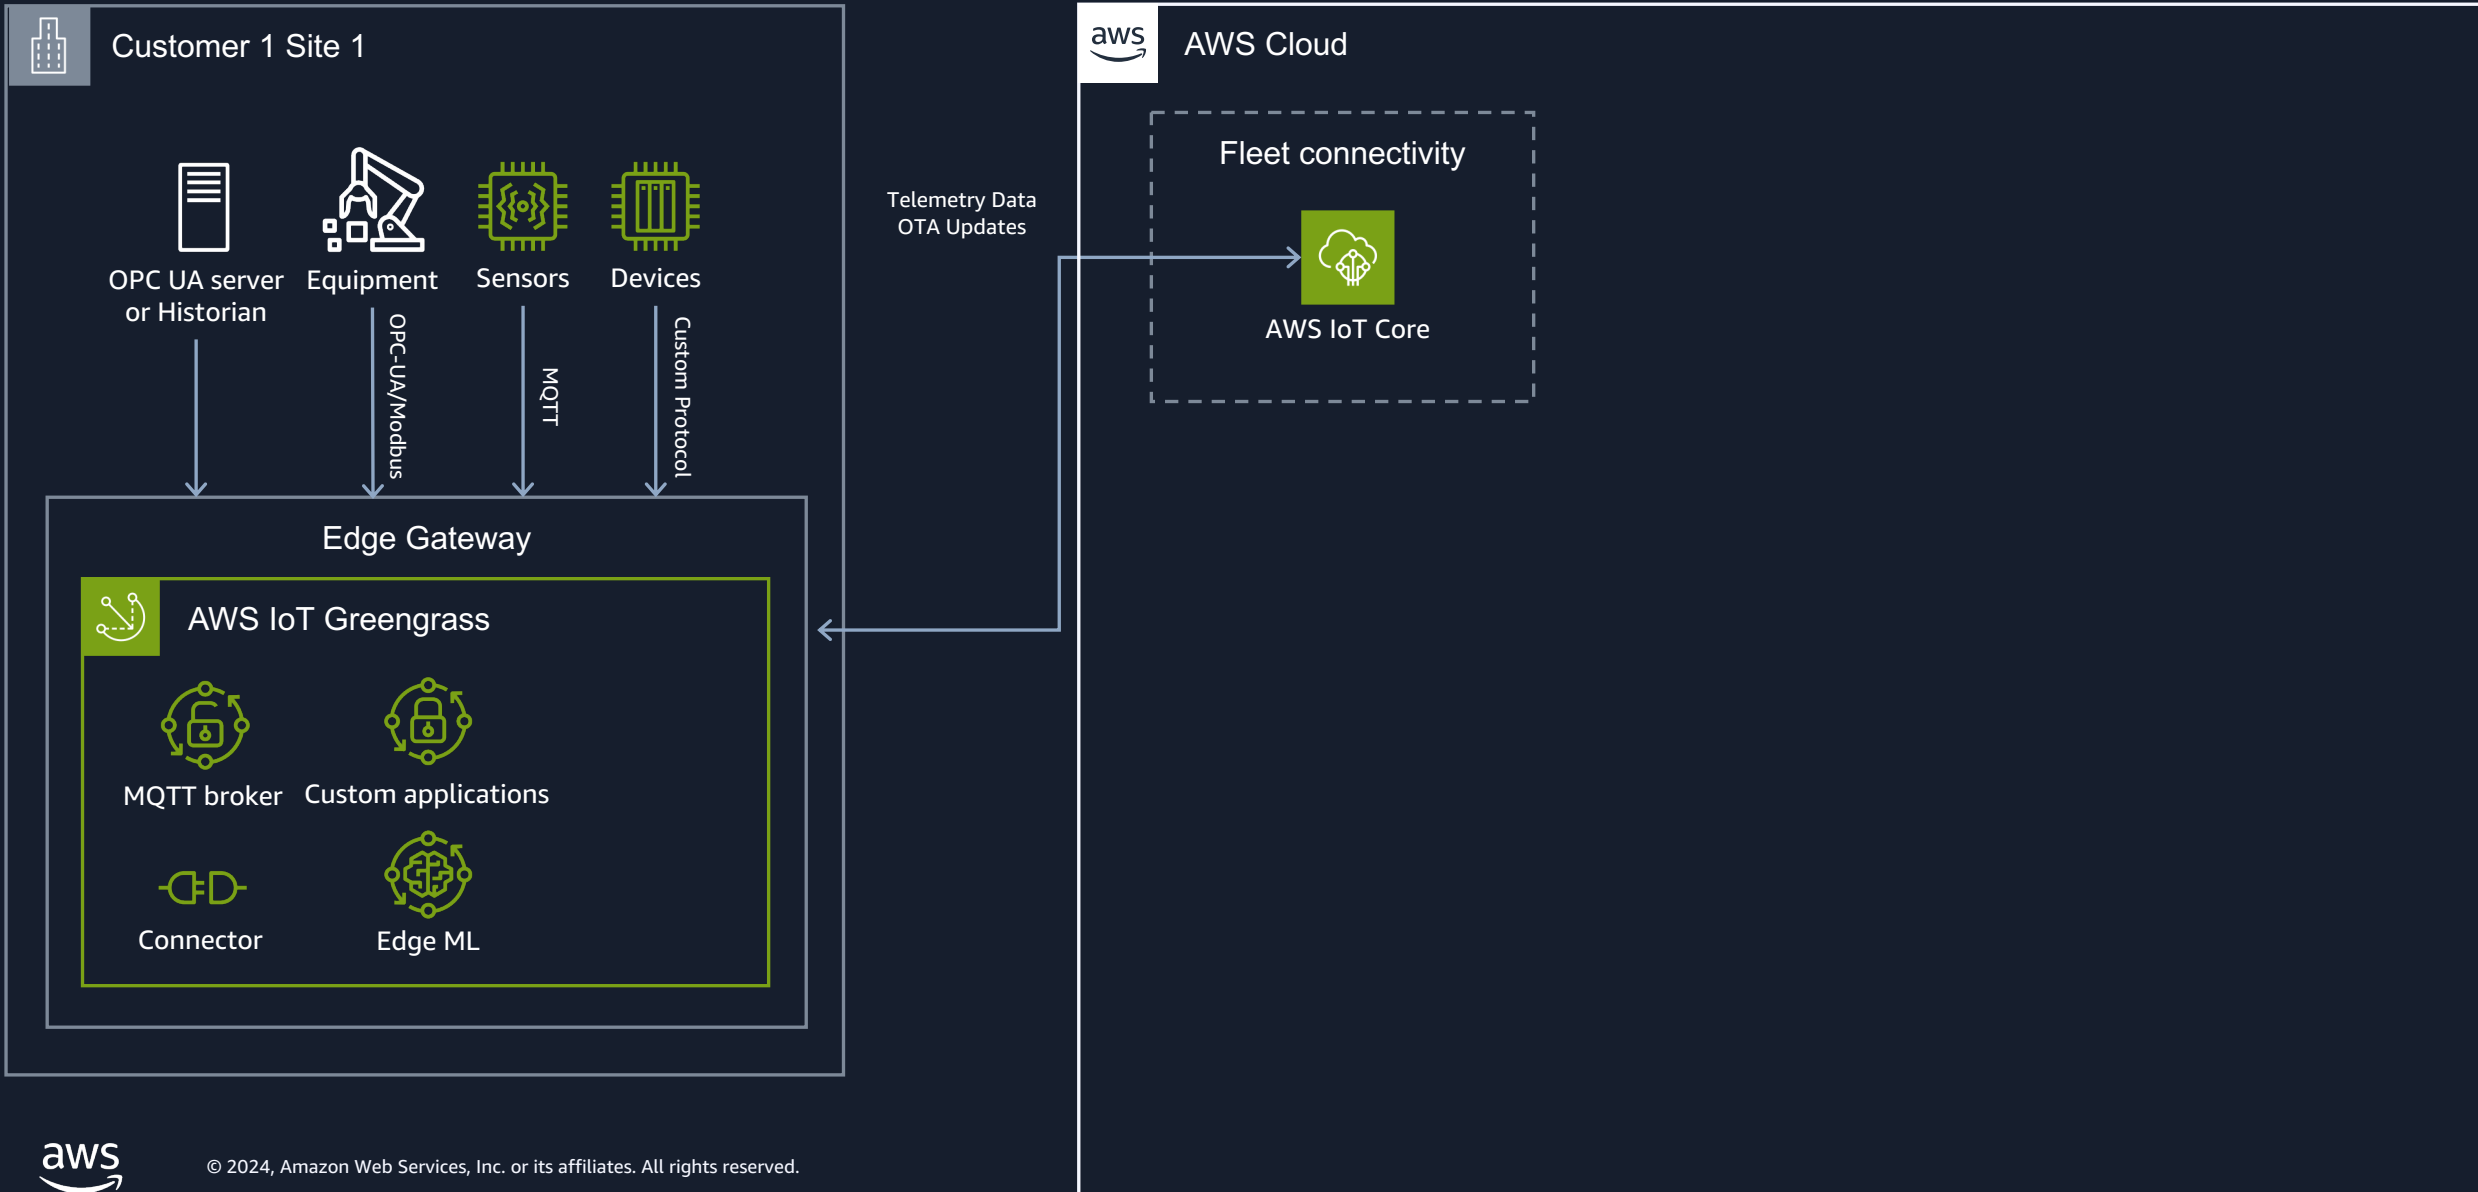 Customer 1 Site 1
aws
AWS Cloud
Fleet connectivity
Telemetry Data
OTA Updates
AWS IoT Core
OPC UA server
or Historian
Equipment
Sensors
Devices
OPC-UA/Modbus
MQTT
Custom Protocol
Edge Gateway
AWS IoT Greengrass
MQTT broker
Custom applications
Connector
Edge ML
aws
© 2024, Amazon Web Services, Inc. or its affiliates. All rights reserved.